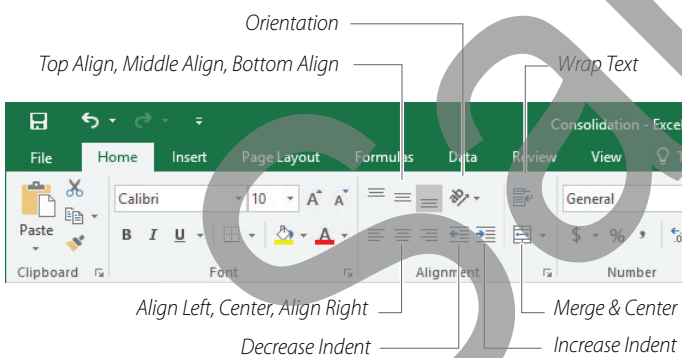 Orientation
Top Align, Middle Align, Bottom Align
Wrap Text
Consolidation - Excel
File Home Insert Page Layout Formulas Data Review View
Calibri 10 A A General
Paste B I U A $ % ,
Clipboard Font Alignment Number
Align Left, Center, Align Right
Merge & Center
Decrease Indent
Increase Indent